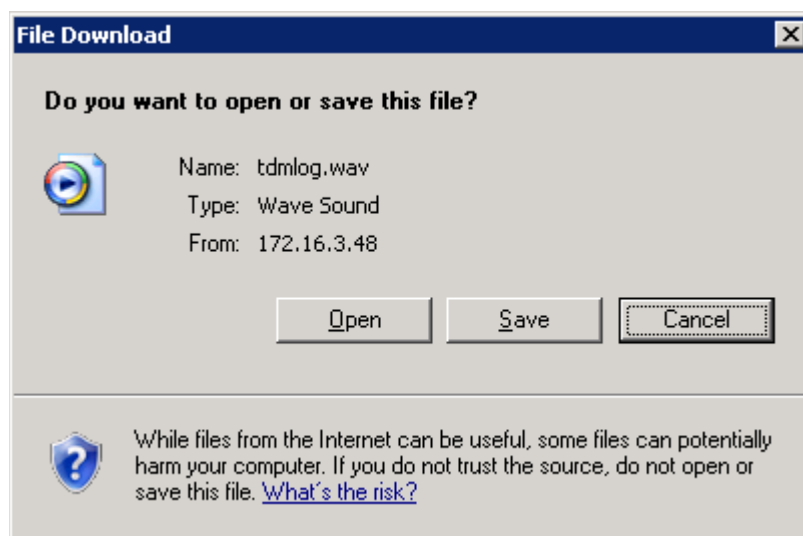 File Download
Do you want to open or save this file?
Name: tdmlog.wav
Type: Wave Sound
From: 172.16.3.48
Open Save Cancel
While files from the Internet can be useful, some files can potentially
harm your computer. If you do not trust the source, do not open or
save this file. What's the risk?